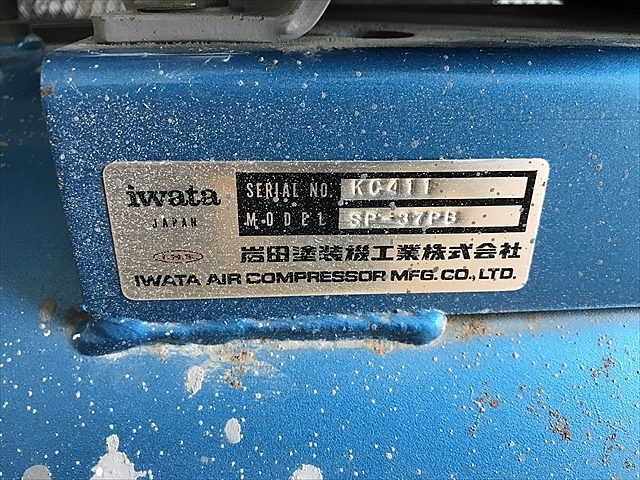 iwata
JAPAN
SERIAL NO. KC411
MODEL SP-37PB
岩田塗装機工業株式会社
IWATA AIR COMPRESSOR MFG. CO., LTD.